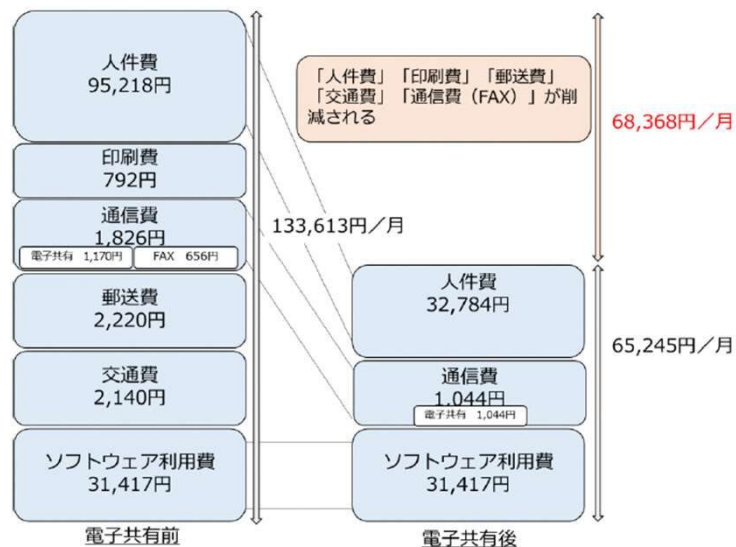 人件費
95,218円
印刷費
792円
通信費
1,826円
電子共有 1,170円
FAX 656円
郵送費
2,220円
交通費
2,140円
ソフトウェア利用費
31,417円
電子共有前
133,613円／月
「人件費」「印刷費」「郵送費」
「交通費」「通信費（FAX）」が削
減される
68,368円／月
人件費
32,784円
通信費
1,044円
電子共有 1,044円
ソフトウェア利用費
31,417円
電子共有後
65,245円／月